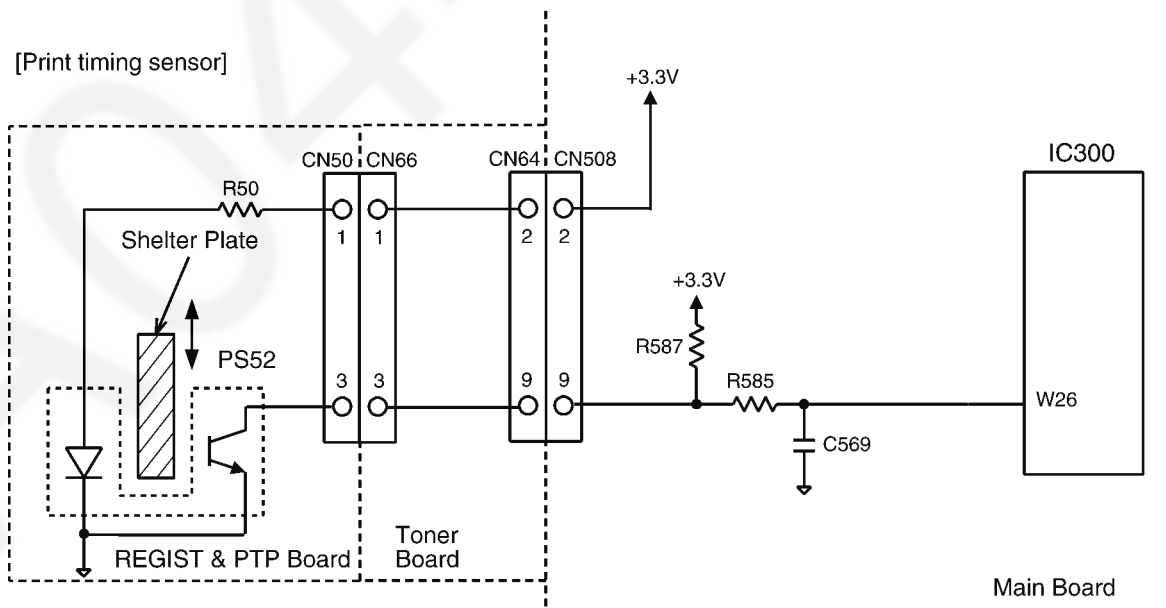 [Print timing sensor]
+3.3V
CN50 CN66
CN64 CN508
IC300
R50
1 1
2 2
Shelter Plate
+3.3V
R587
PS52
3 3
9 9
R585
W26
C569
Toner
Board
REGIST & PTP Board
Main Board